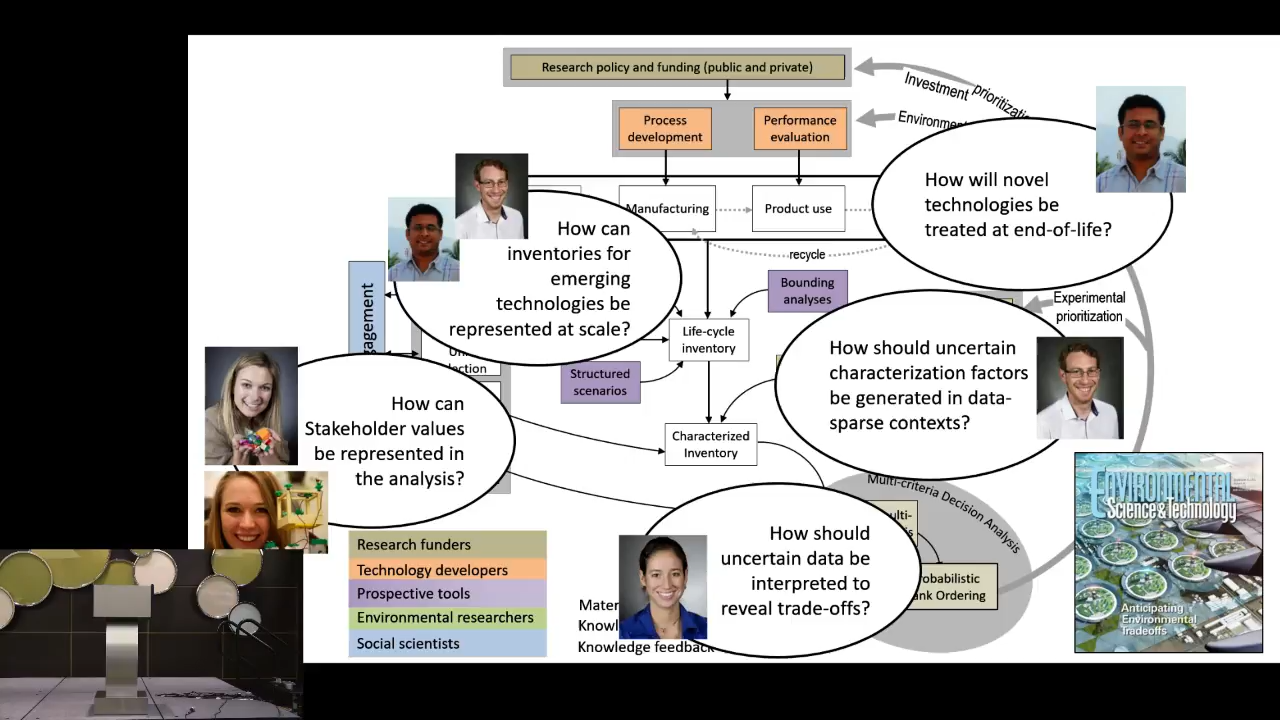 Research policy and funding (public and private)
Investment
Process
development
Performance
evaluation
Manufacturing
Product use
recycle
How will novel
technologies be
treated at end-of-life?
How can
inventories for
emerging
technologies be
represented at scale?
Bounding
analyses
Experimental
prioritization
Life-cycle
inventory
Structured
scenarios
How should uncertain
characterization factors
be generated in data-
sparse contexts?
How can
Stakeholder values
be represented in
the analysis?
Characterized
Inventory
Multi-criteria Decision Analysis
How should
uncertain data be
interpreted to
reveal trade-offs?
Research funders
Technology developers
Prospective tools
Environmental researchers
Social scientists
Knowledge feedback
ENVIRONMENTAL
Science & Technology
Anticipating
Environmental
Tradeoffs